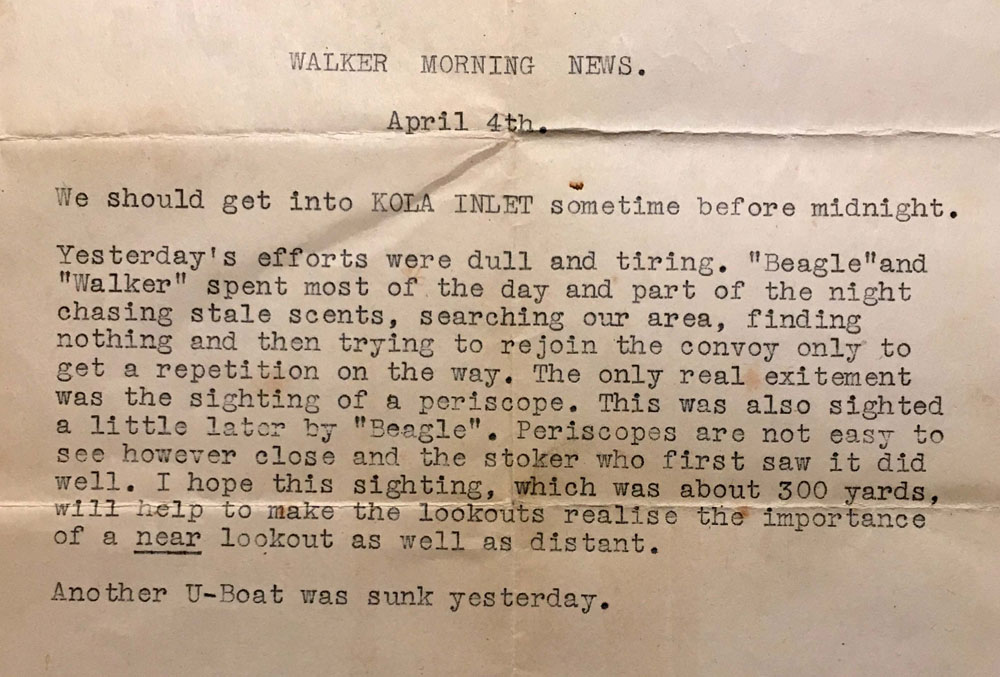 WALKER MORNING NEWS.
April 4th.
We should get into KOLA INLET sometime before midnight.
Yesterday's efforts were dull and tiring. "Beagle"and
"Walker" spent most of the day and part of the night
chasing stale scents, searching our area, finding
nothing and then trying to rejoin the convoy only to
get a repetition on the way. The only real exitement
was the sighting of a periscope. This was also sighted
a little later by "Beagle". Periscopes are not easy to
see however close and the stoker who first saw it did
well. I hope this sighting, which was about 300 yards,
will help to make the lookouts realise the importance
of a near lookout as well as distant.
Another U-Boat was sunk yesterday.